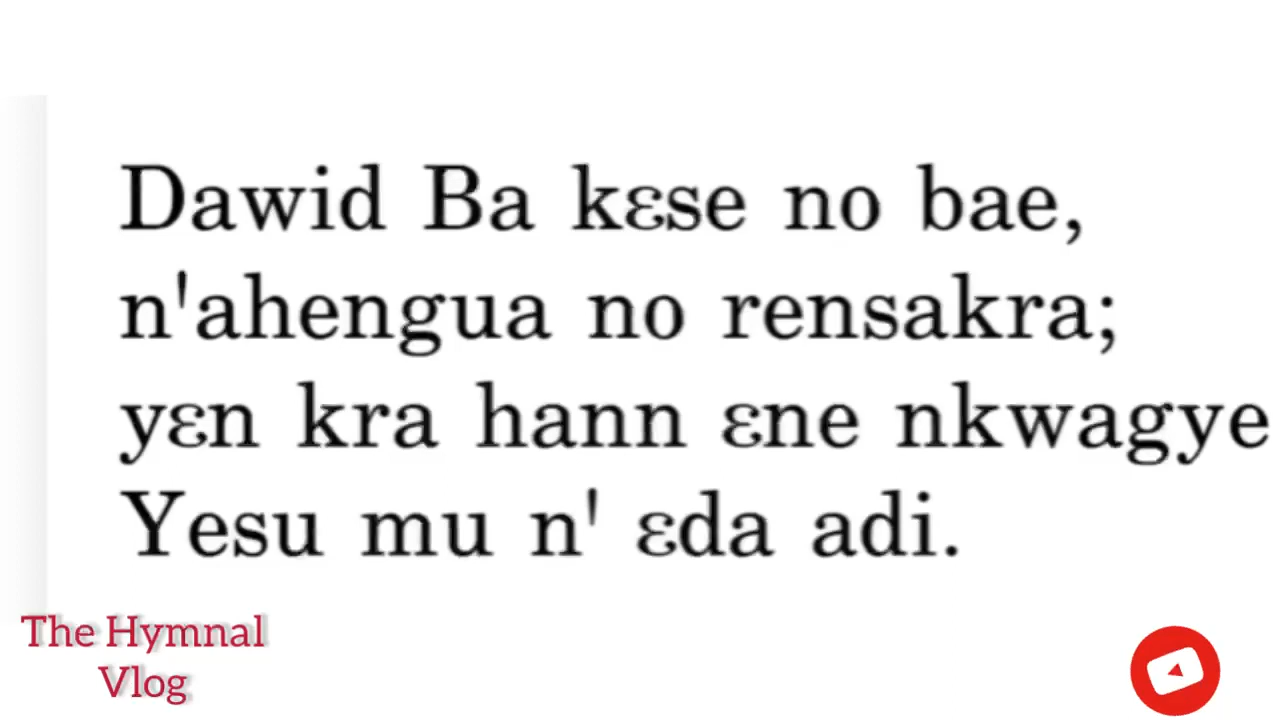 Dawid Ba kɛse no bae,
n'ahengua no rensakra;
yɛn kra hann ɛne nkwagye
Yesu mu n' ɛda adi.
The Hymnal
Vlog